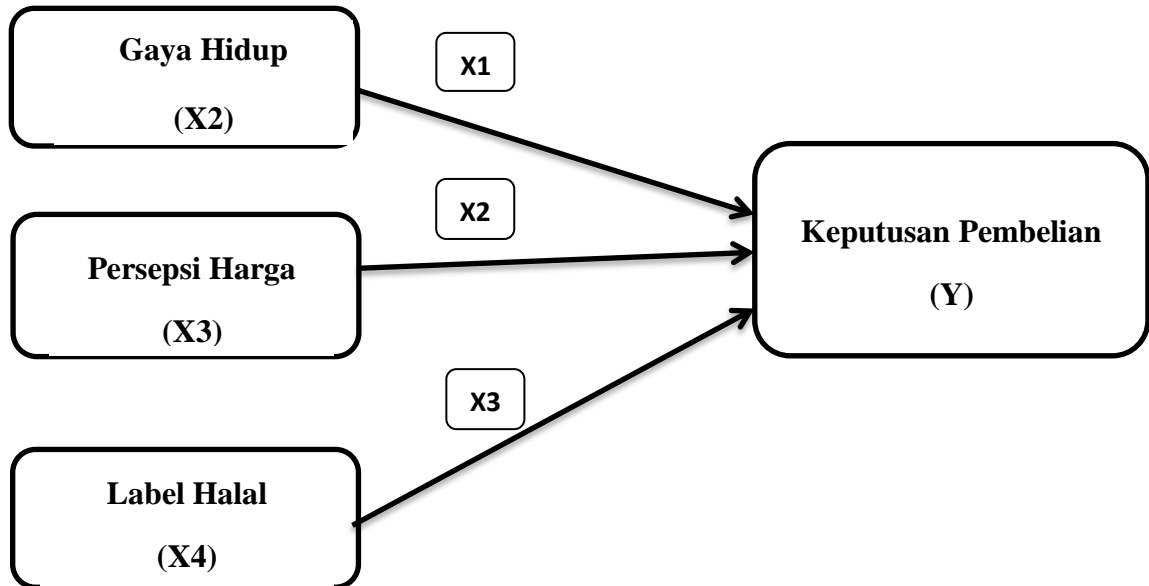 Gaya Hidup
(X2)
X1
Persepsi Harga
(X3)
X2
Label Halal
(X4)
X3
Keputusan Pembelian
(Y)